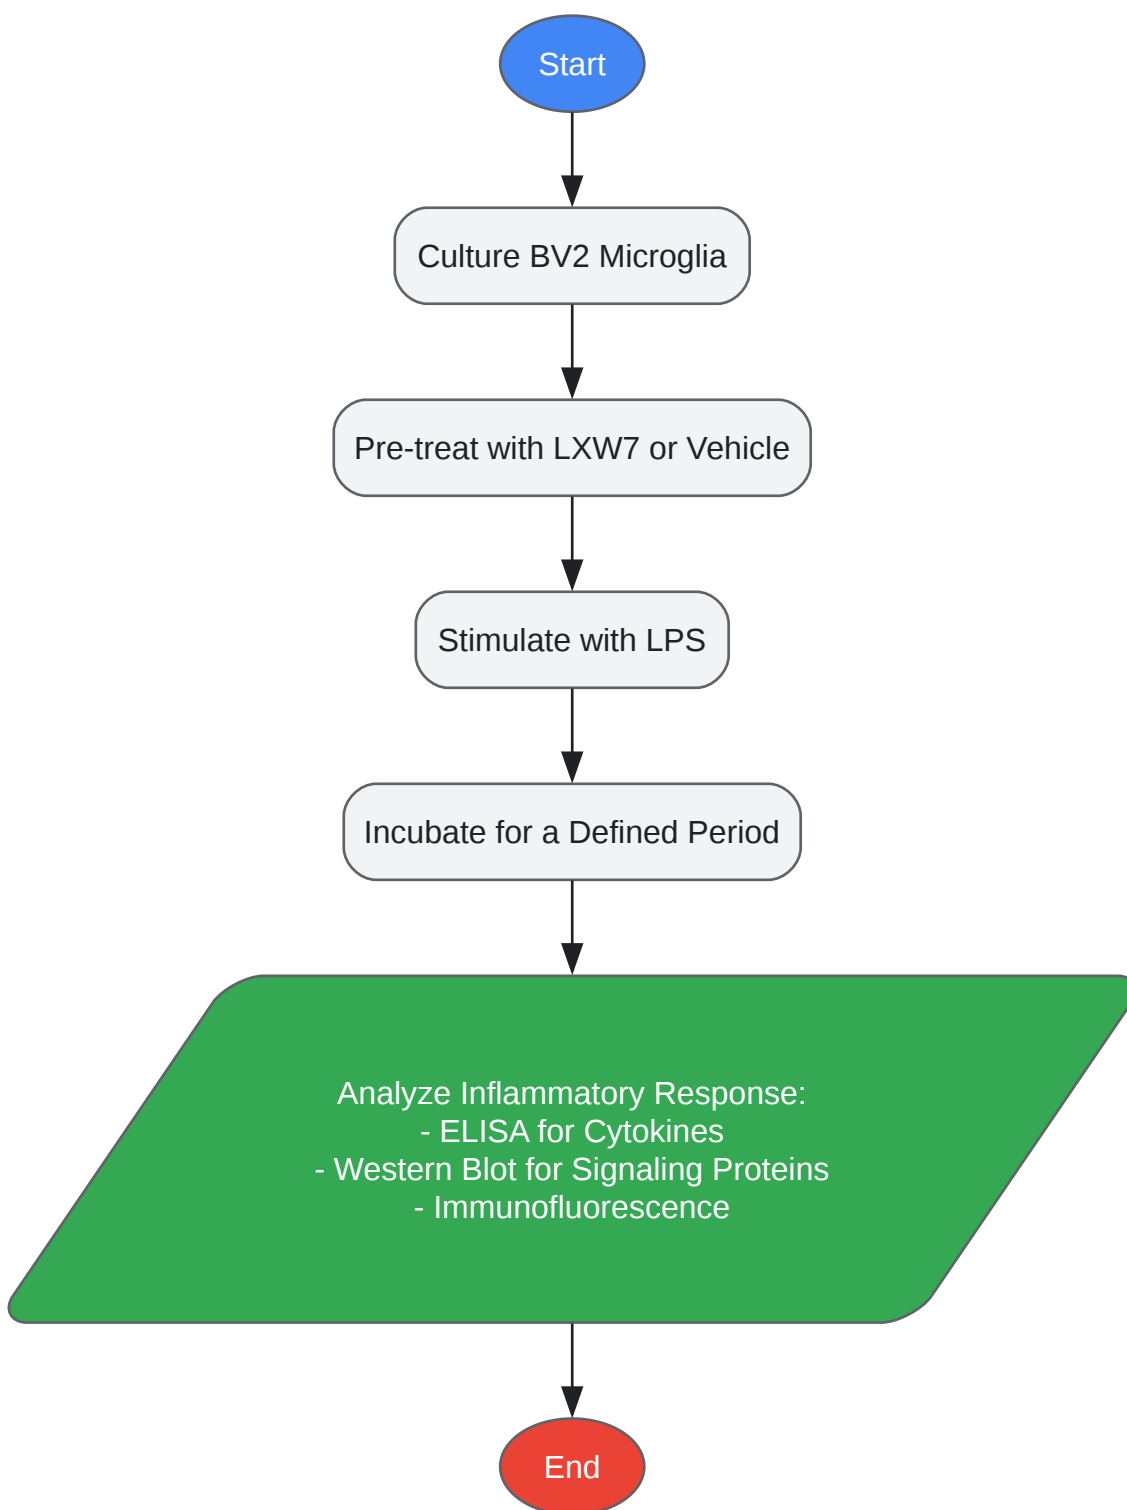 Start
Culture BV2 Microglia
Pre-treat with LXW7 or Vehicle
Stimulate with LPS
Incubate for a Defined Period
Analyze Inflammatory Response:
- ELISA for Cytokines
- Western Blot for Signaling Proteins
- Immunofluorescence
End